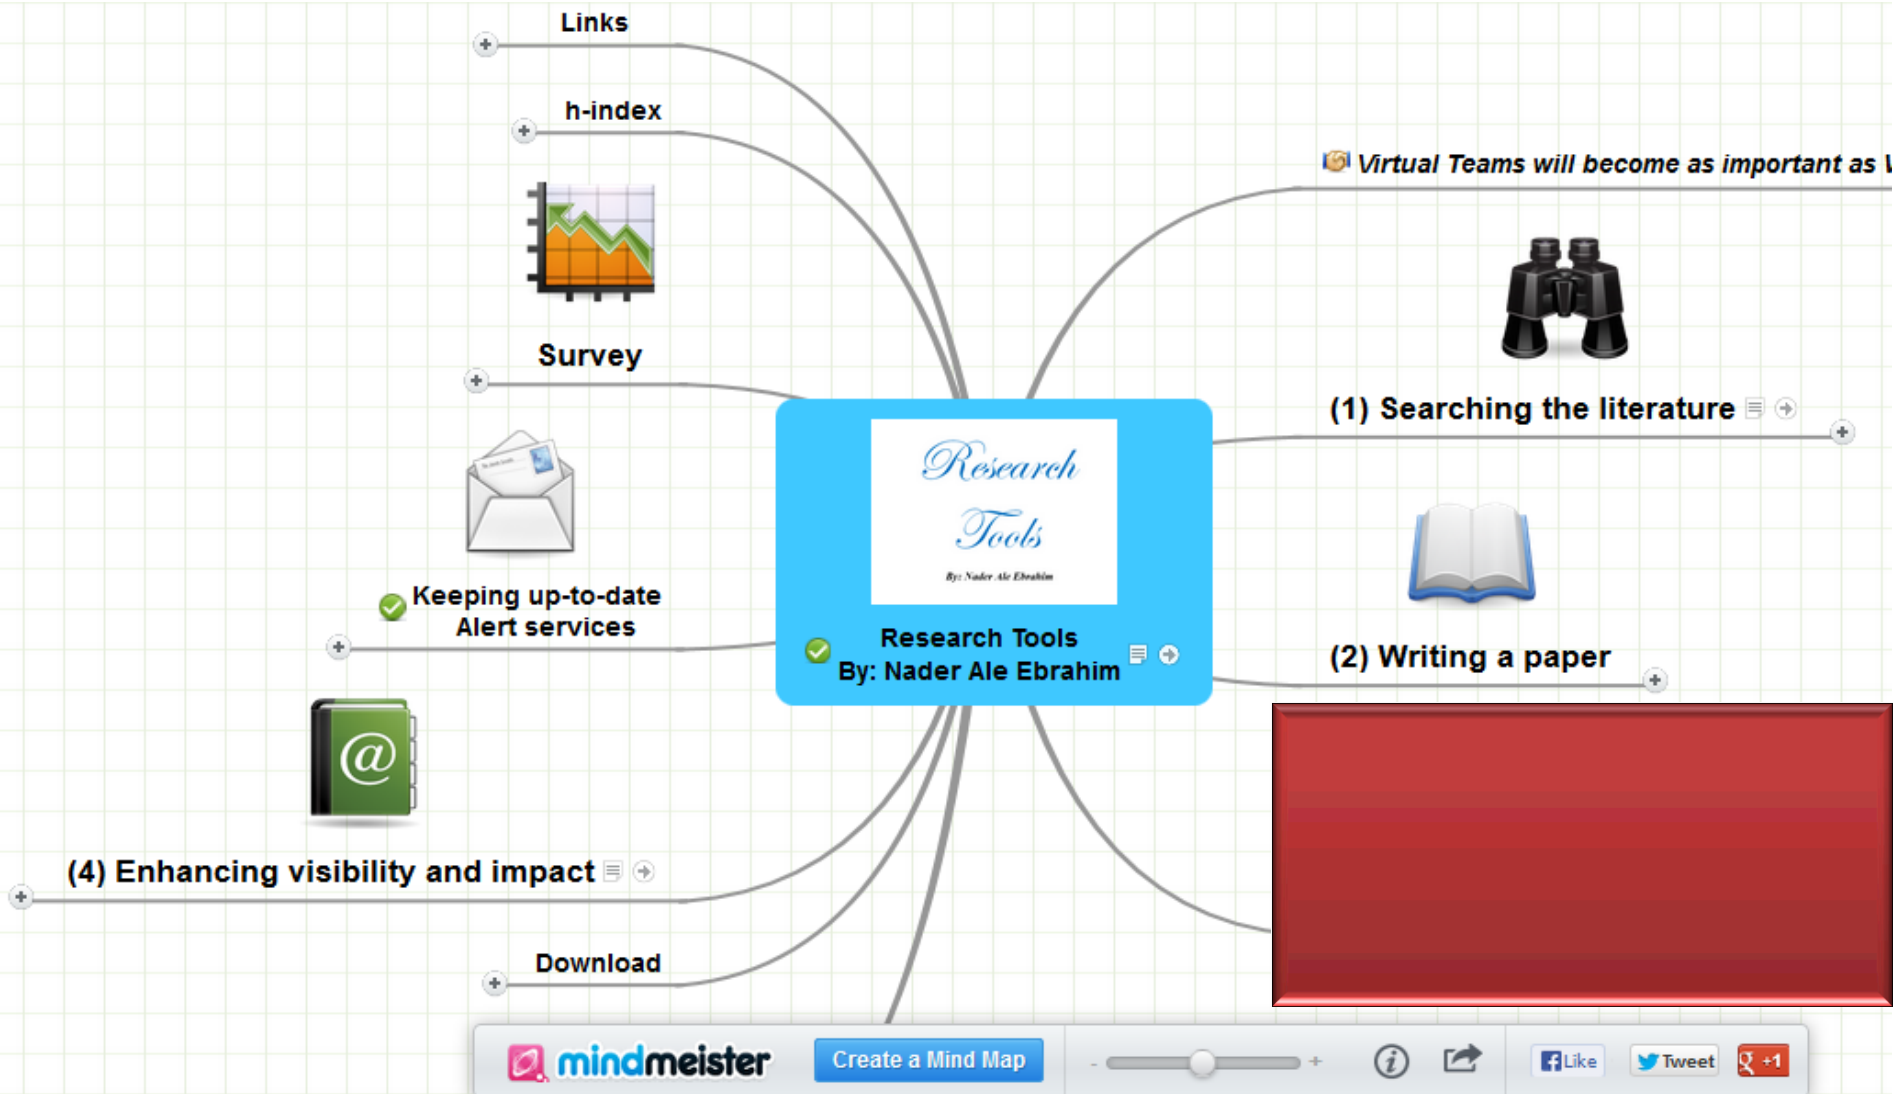 Links
h-index
Survey
Keeping up-to-date
Alert services
@
(4) Enhancing visibility and impact
Download
Research
Tools
By: Nader Ale Ebrahim
Research Tools
By: Nader Ale Ebrahim
Virtual Teams will become as important as
(1) Searching the literature
(2) Writing a paper
mindmeister
Create a Mind Map
- +
i
Like
Tweet
g +1